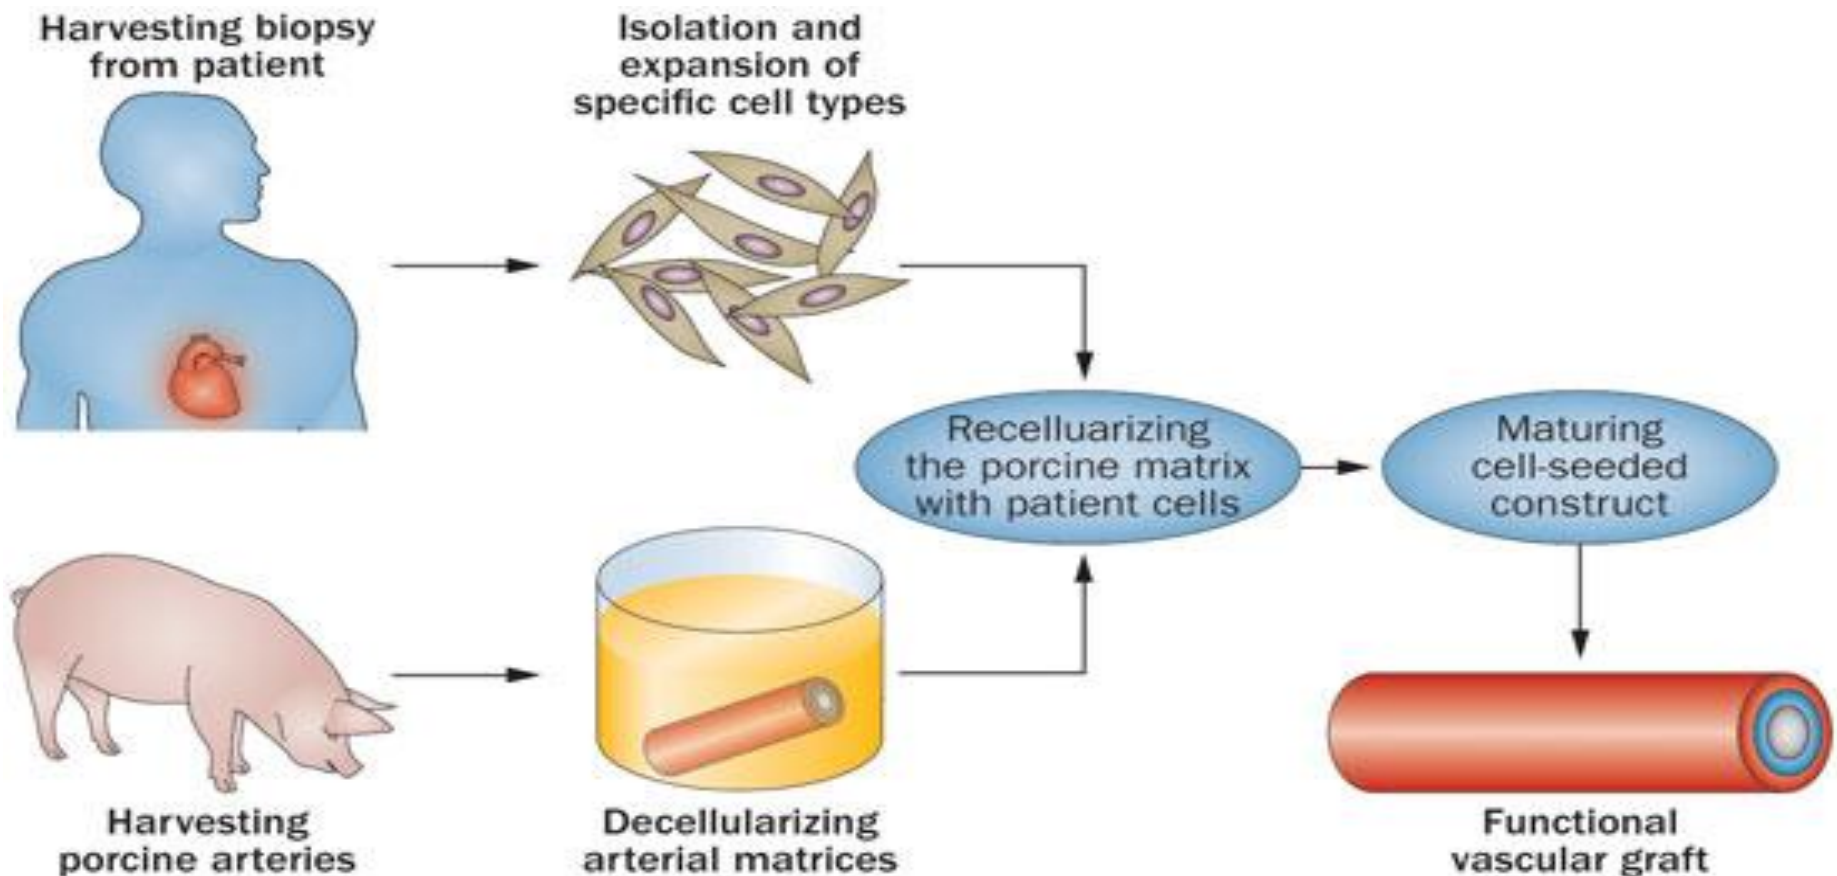 Harvesting biopsy
from patient
Isolation and
expansion of
specific cell types
Recelluarizing
the porcine matrix
with patient cells
Maturing
cell-seeded
construct
Harvesting
porcine arteries
Decellularizing
arterial matrices
Functional
vascular graft